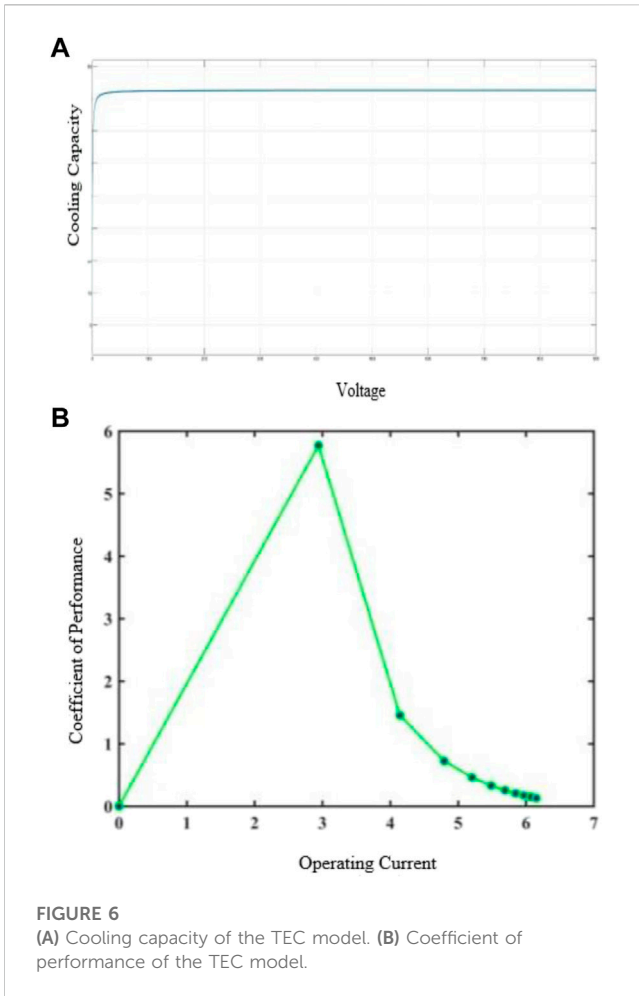 A
Cooling Capacity
Voltage
B
6
5
4
3
2
1
0
Coefficient of Performance
0 1 2 3 4 5 6 7
Operating Current
FIGURE 6
(A) Cooling capacity of the TEC model. (B) Coefficient of
performance of the TEC model.